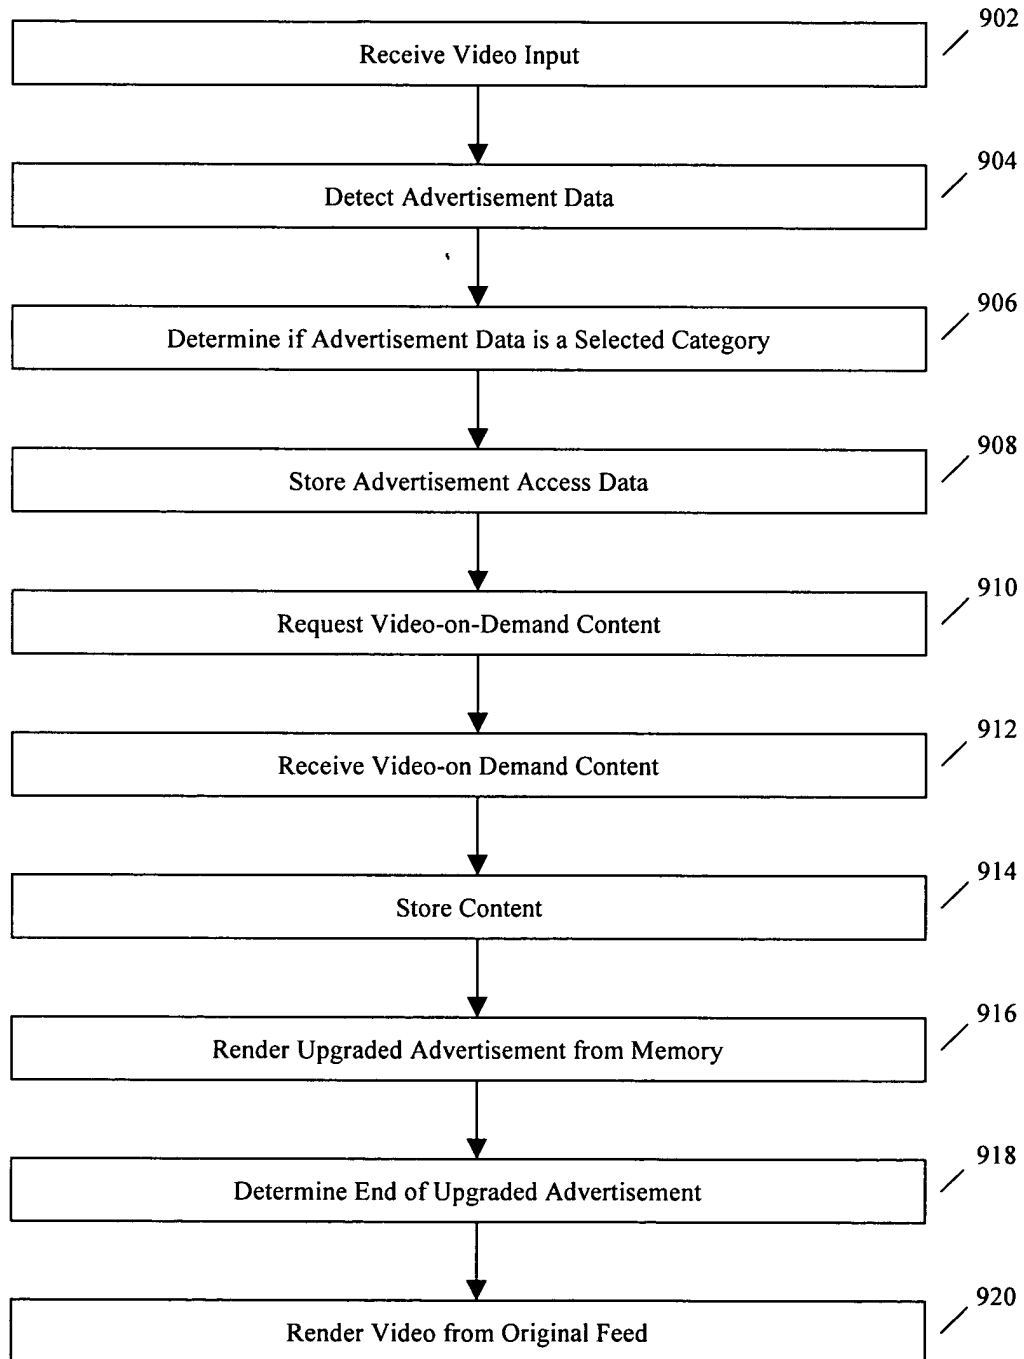 902
Receive Video Input
904
Detect Advertisement Data
906
Determine if Advertisement Data is a Selected Category
908
Store Advertisement Access Data
910
Request Video-on-Demand Content
912
Receive Video-on Demand Content
914
Store Content
916
Render Upgraded Advertisement from Memory
918
Determine End of Upgraded Advertisement
920
Render Video from Original Feed